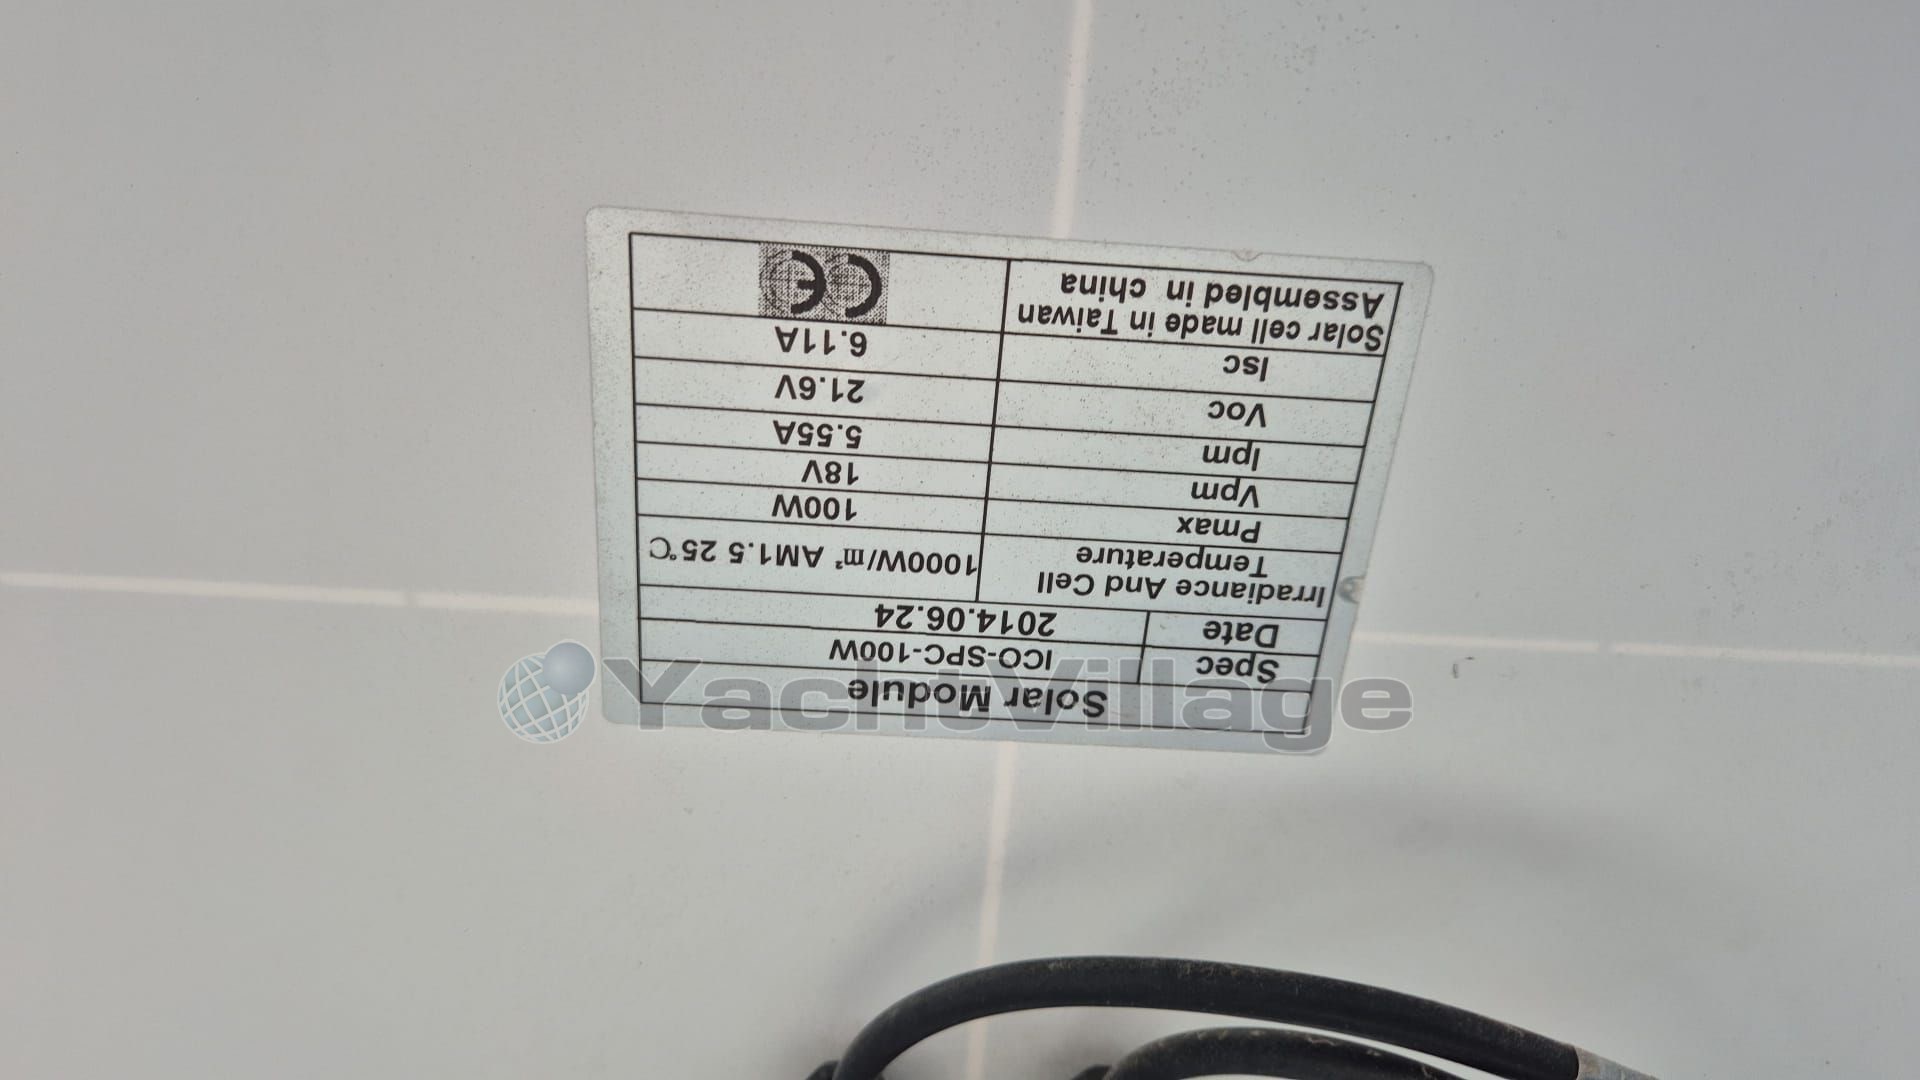 Solar Module
Spec ICO-SPC-100W
Date 2014.06.24
Irradiance And Cell
Temperature 1000W/m² AM1.5 25℃
Pmax 100W
Vpm 18V
Ipm 5.55A
Voc 21.6V
Isc 6.11A
Solar cell made in Taiwan
Assembled in china
CE
YachtVillage